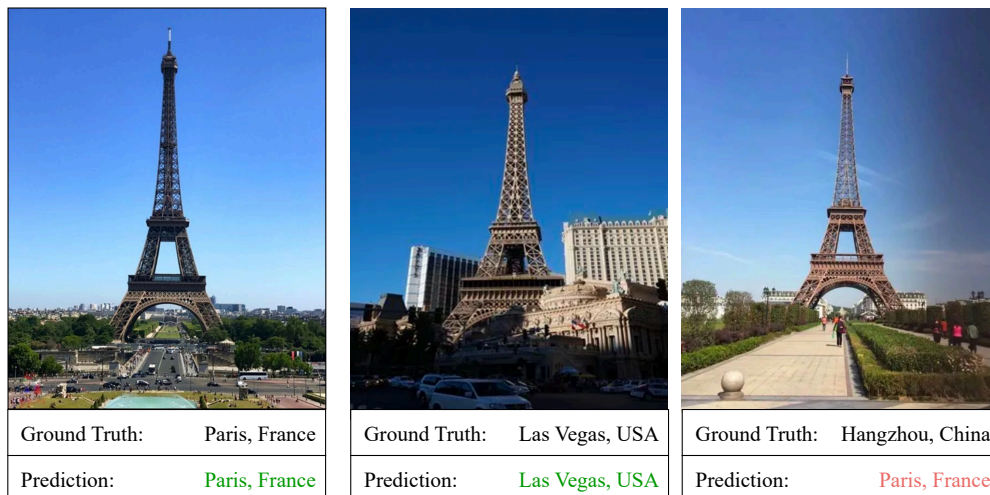 Ground Truth: Paris, France
Prediction: Paris, France
Ground Truth: Las Vegas, USA
Prediction: Las Vegas, USA
Ground Truth: Hangzhou, China
Prediction: Paris, France